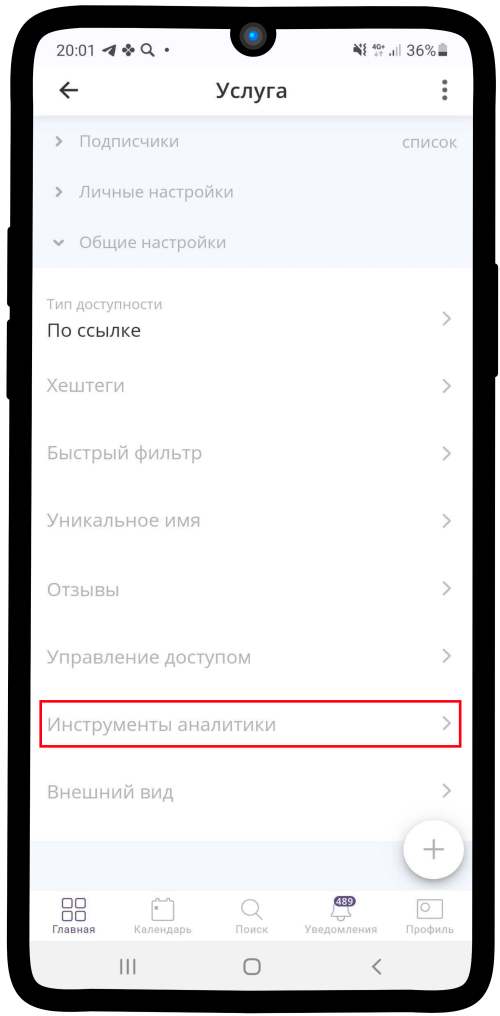 20:01 4G+ 36%
Услуга
Подписчики список
Личные настройки
Общие настройки
Тип доступности
По ссылке
Хештеги
Быстрый фильтр
Уникальное имя
Отзывы
Управление доступом
Инструменты аналитики
Внешний вид
489
Главная Календарь Поиск Уведомления Профиль